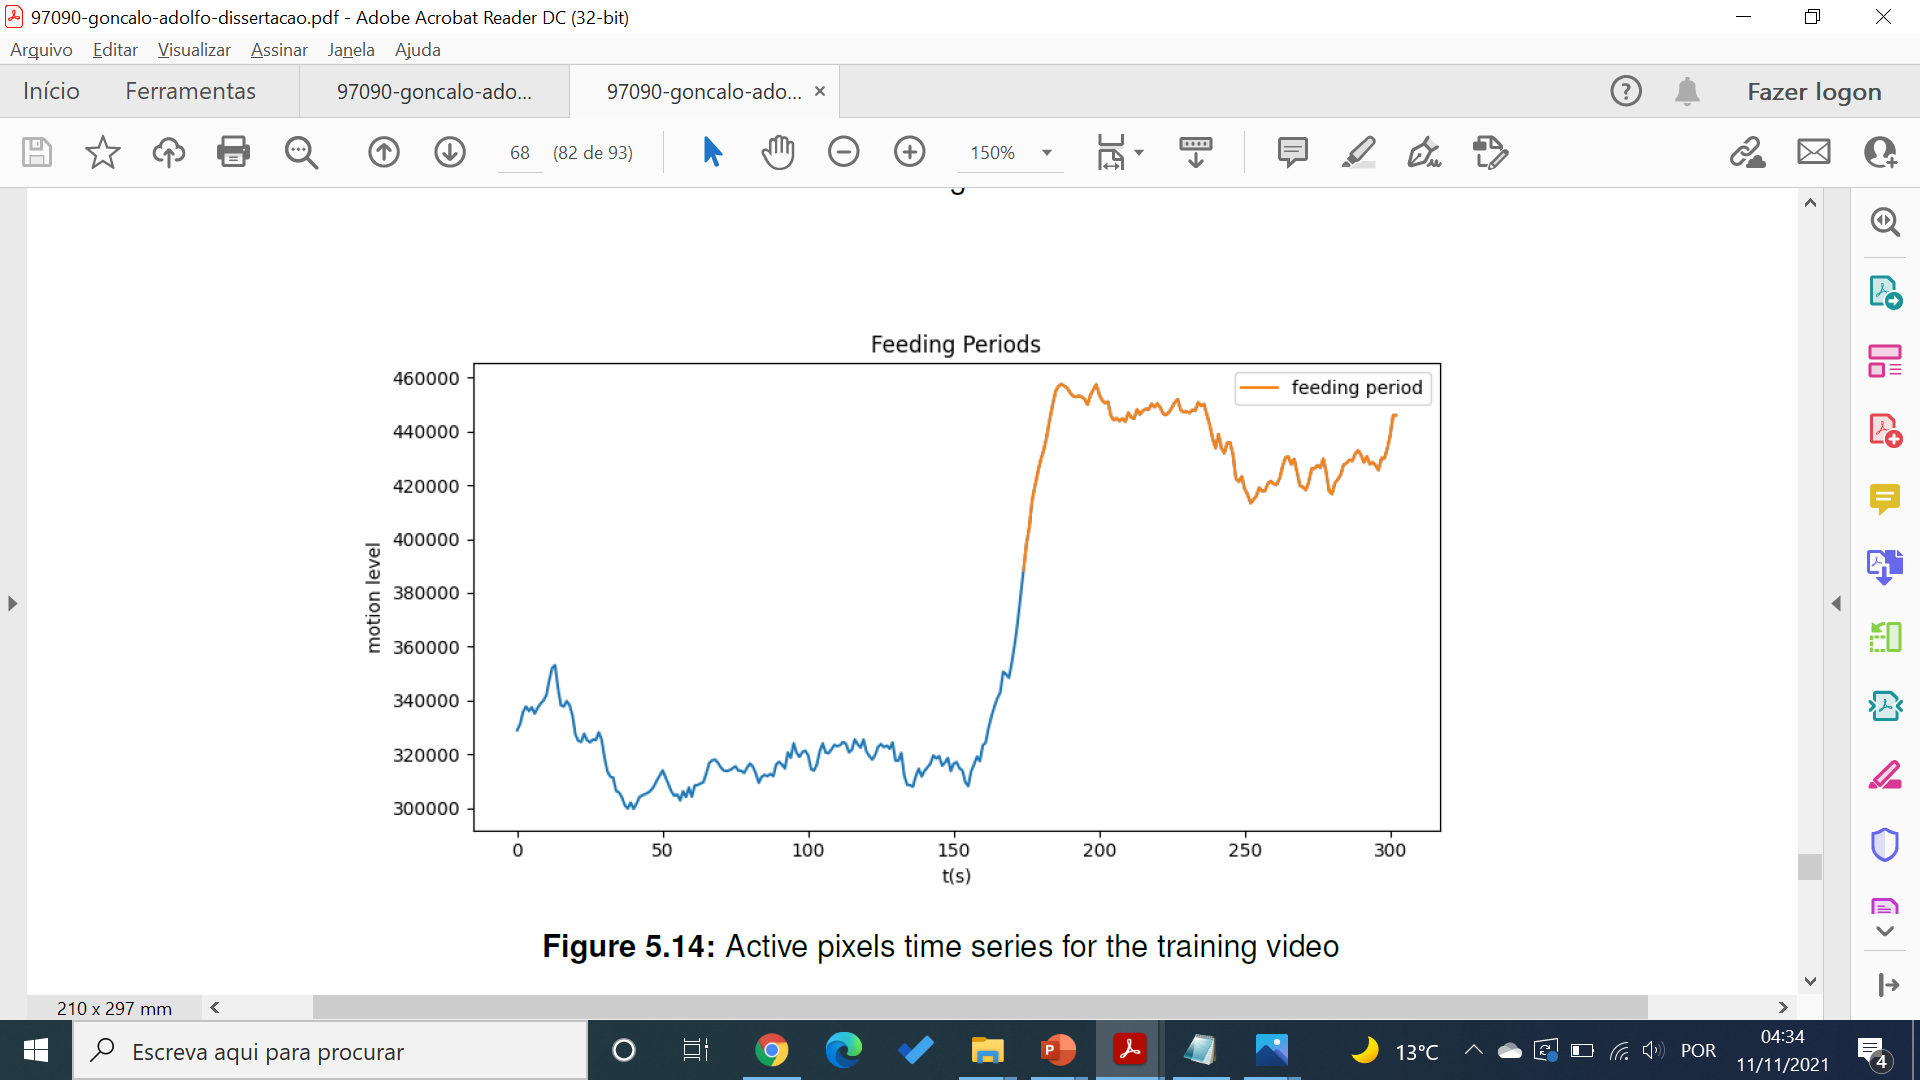 97090-goncalo-adolfo-dissertacao.pdf - Adobe Acrobat Reader DC (32-bit)
Arquivo Editar Visualizar Assinar Janela Ajuda
Início Ferramentas 97090-goncalo-ado... 97090-goncalo-ado... × ? Fazer logon
68 (82 de 93) 150%
Feeding Periods
feeding period
460000
440000
420000
400000
380000
360000
340000
320000
300000
motion level
0 50 100 150 200 250 300
t(s)
Figure 5.14: Active pixels time series for the training video
210 x 297 mm
Escreva aqui para procurar
13°C POR
04:34
11/11/2021
4